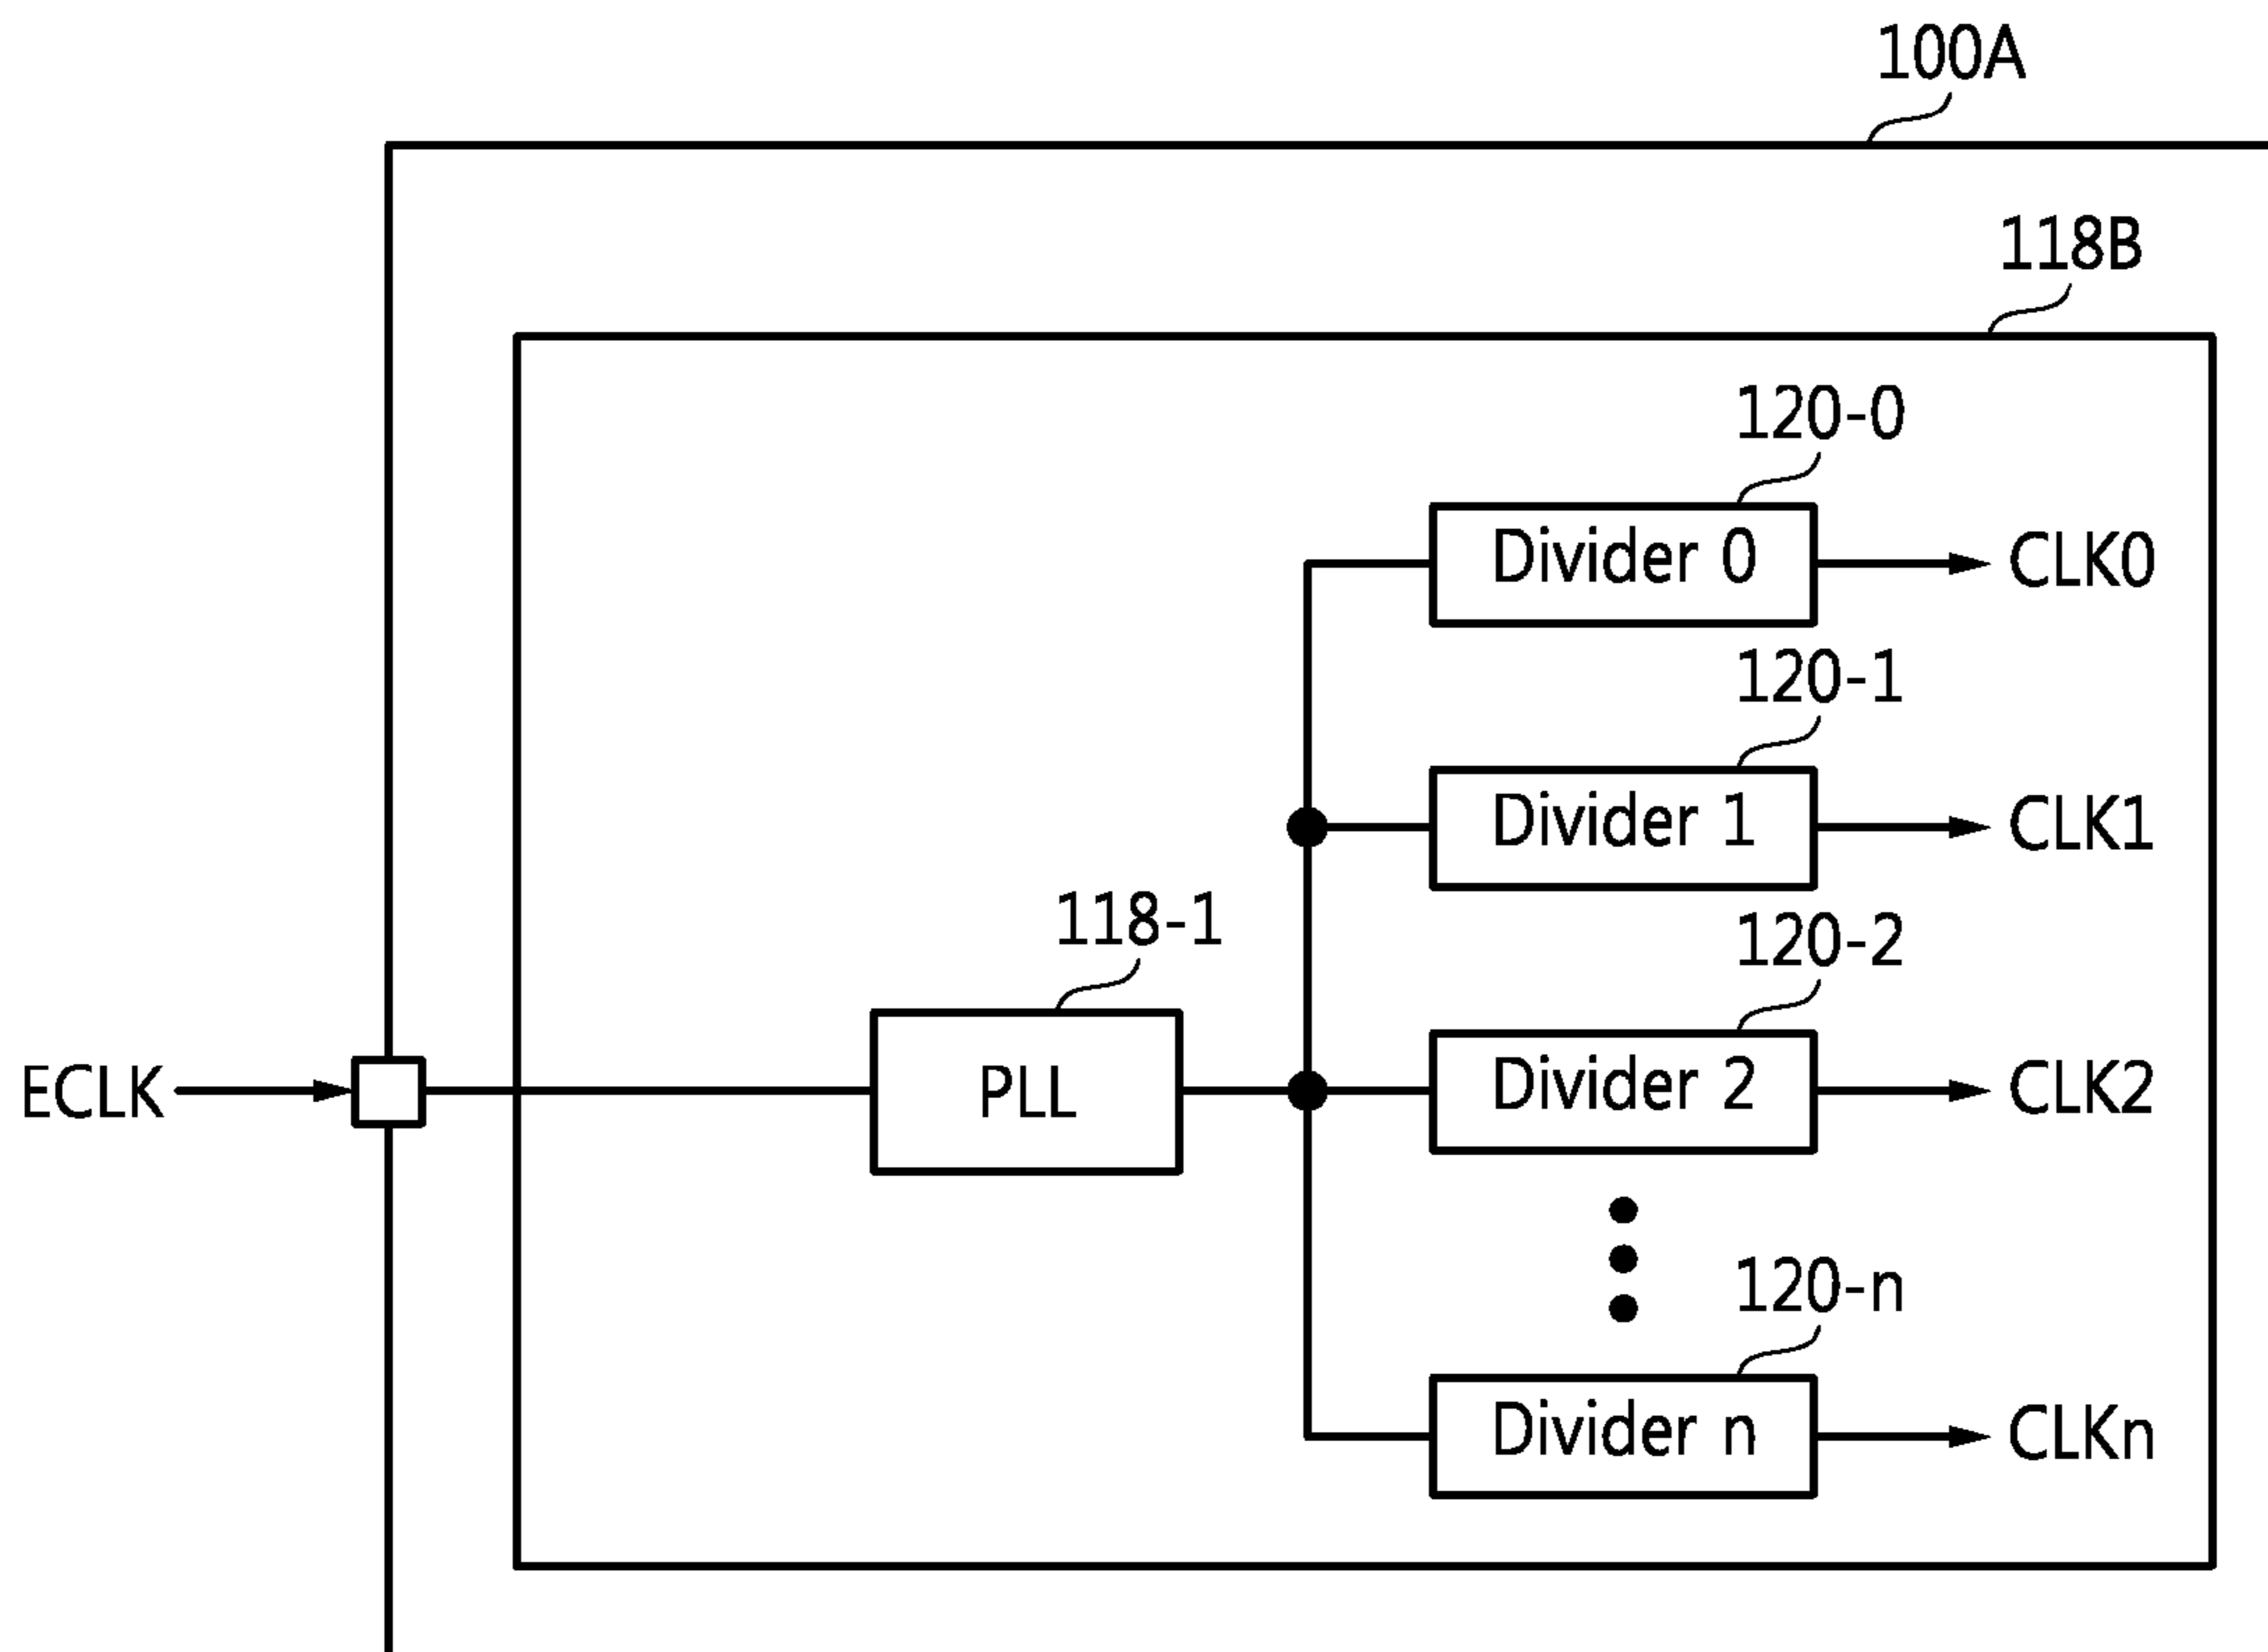 100A
118B
120-0
Divider 0
CLK0
120-1
Divider 1
CLK1
118-1
120-2
ECLK
PLL
Divider 2
CLK2
120-n
Divider n
CLKn